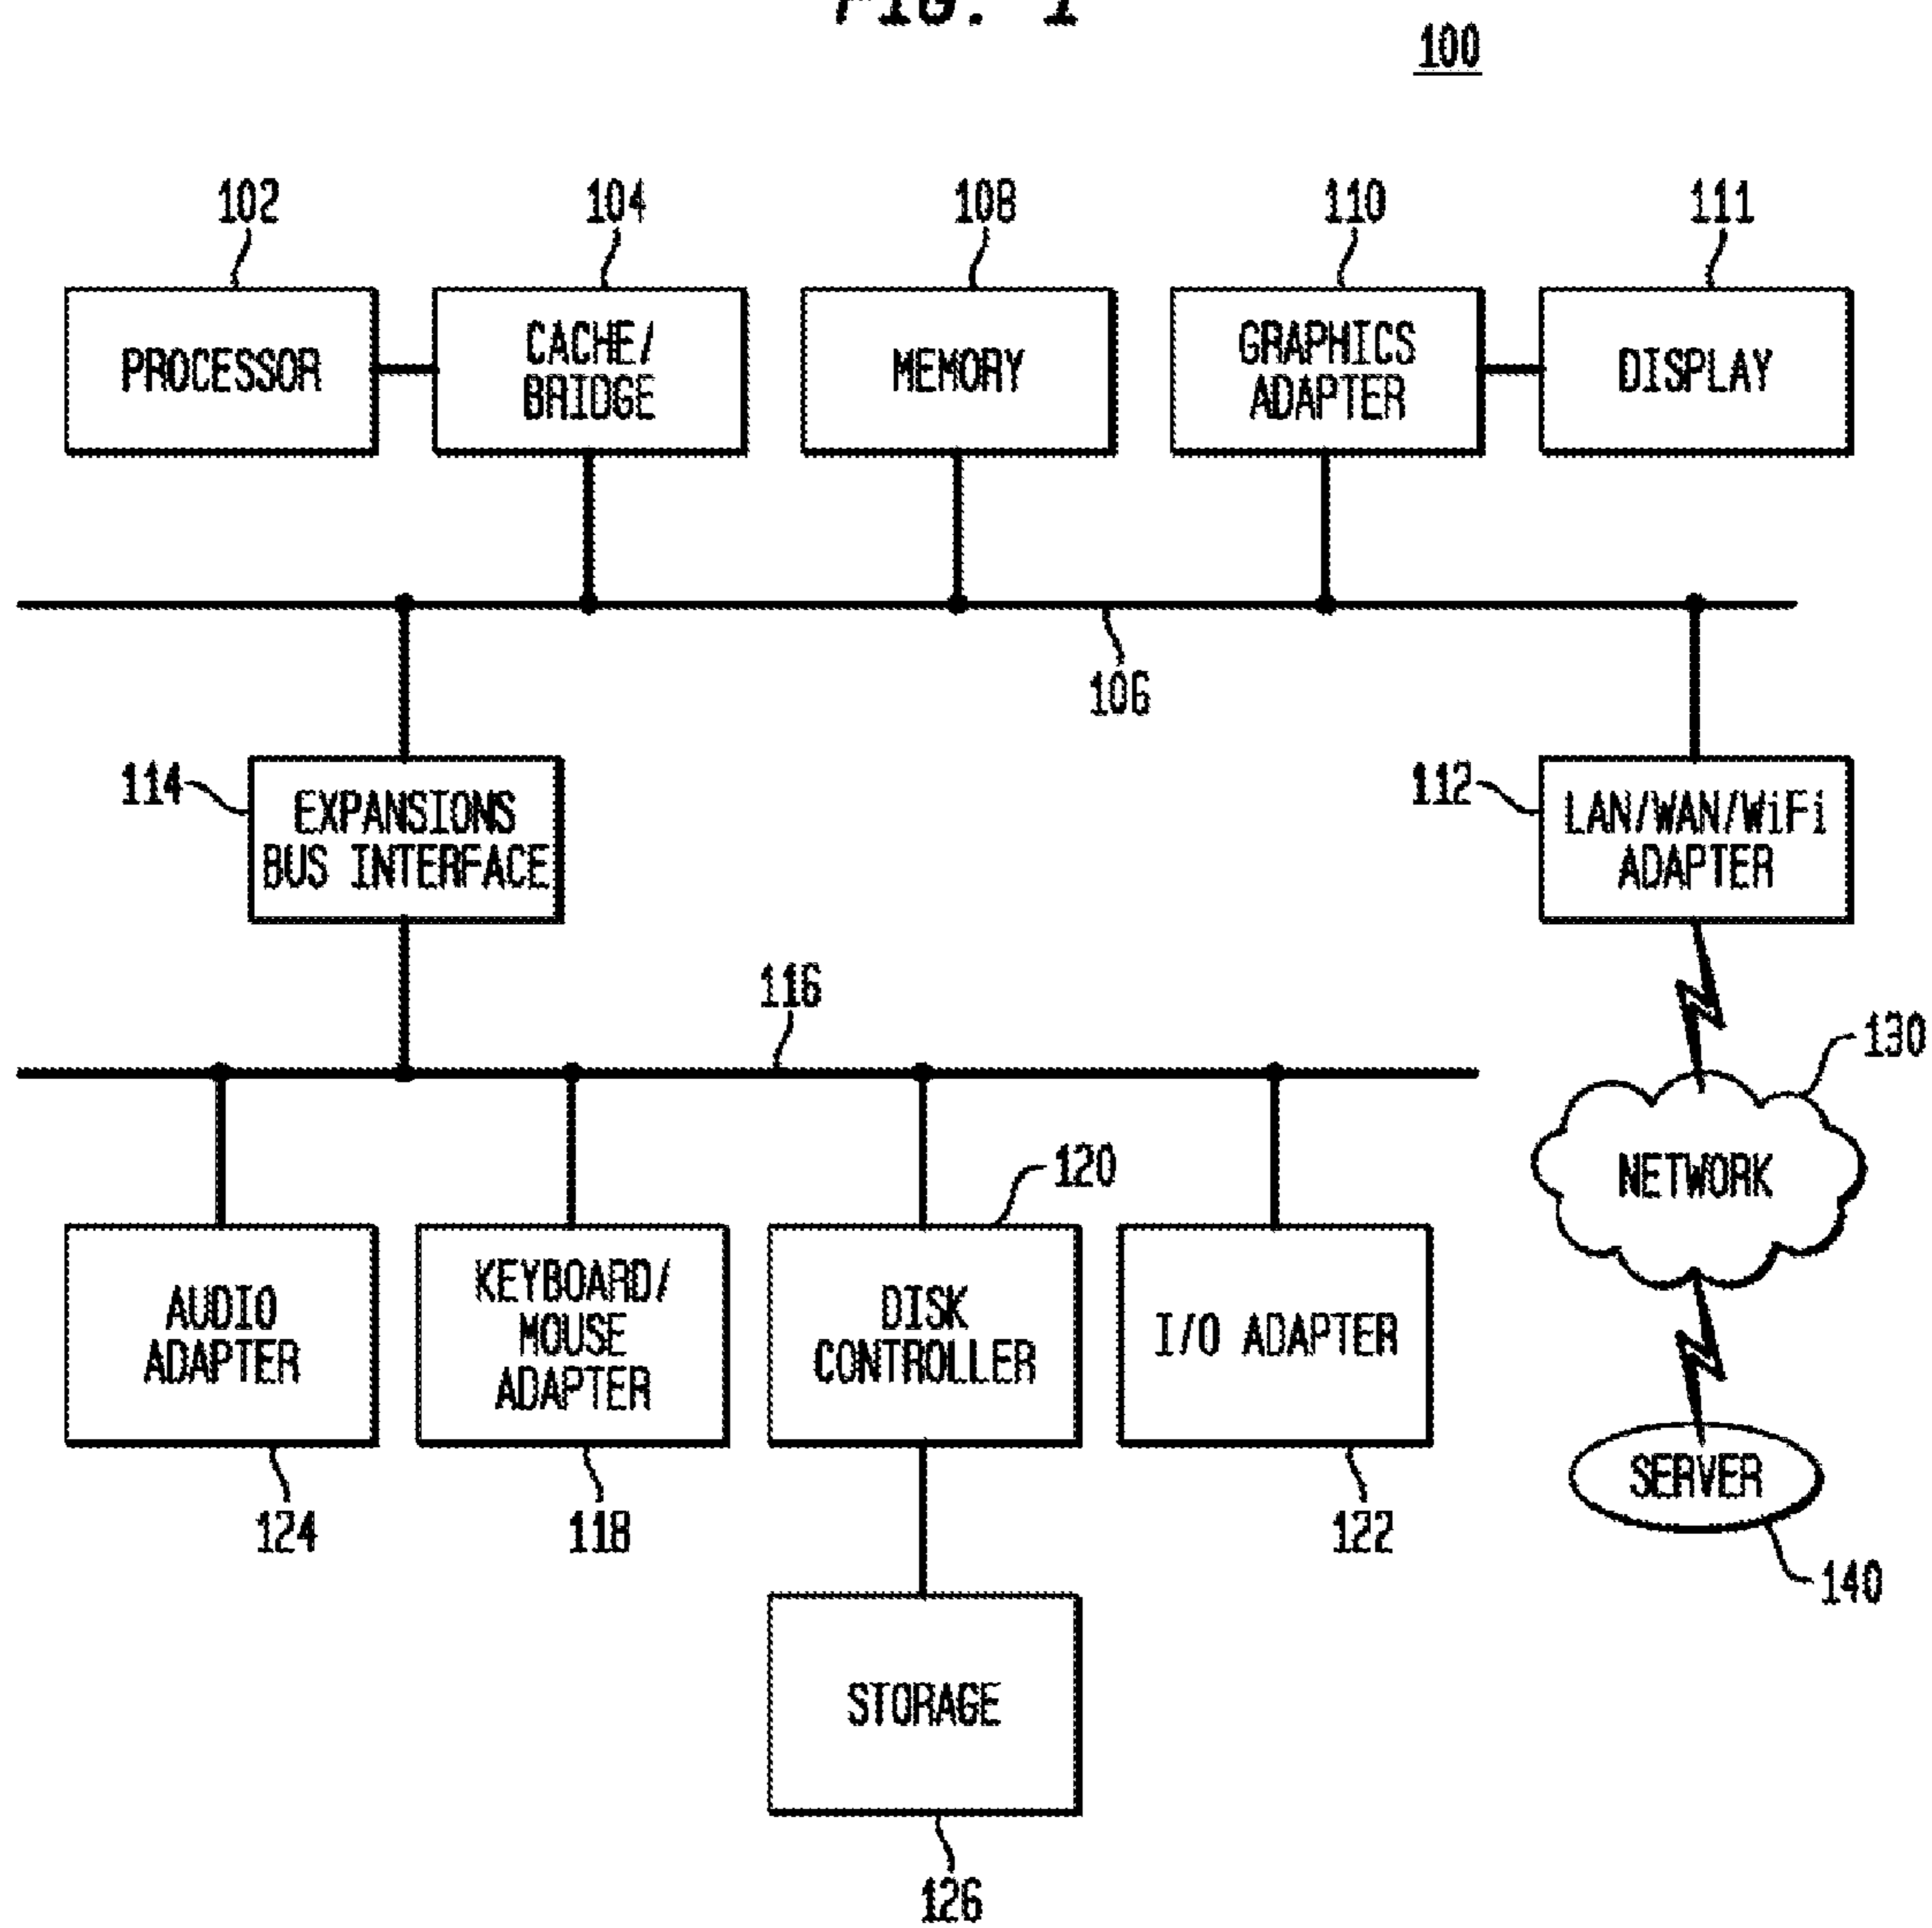 FIG. 1
100
102
104
108
110
111
PROCESSOR
CACHE/
BRIDGE
MEMORY
GRAPHICS
ADAPTER
DISPLAY
106
114
EXPANSIONS
BUS INTERFACE
112
LAN/WAN/WiFi
ADAPTER
116
130
NETWORK
120
AUDIO
ADAPTER
KEYBOARD/
MOUSE
ADAPTER
DISK
CONTROLLER
I/O ADAPTER
124
118
122
SERVER
140
STORAGE
126